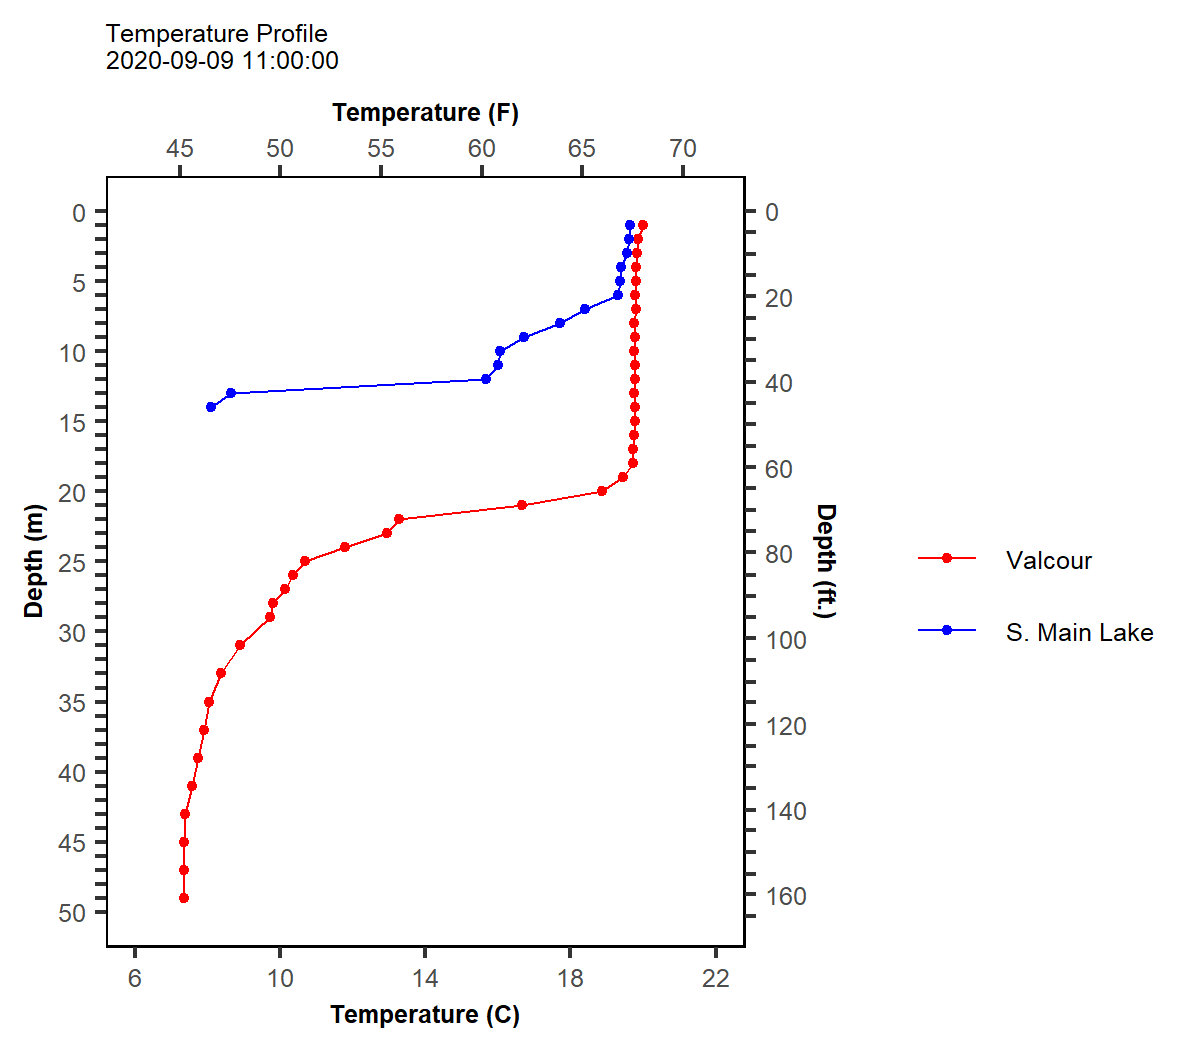 Temperature Profile
2020-09-09 11:00:00
Temperature (F)
45 50 55 60 65 70
0
5
10
15
20
25
30
35
40
45
50
Depth (m)
0
20
40
60
80
100
120
140
160
Depth (ft.)
Valcour
S. Main Lake
6 10 14 18 22
Temperature (C)